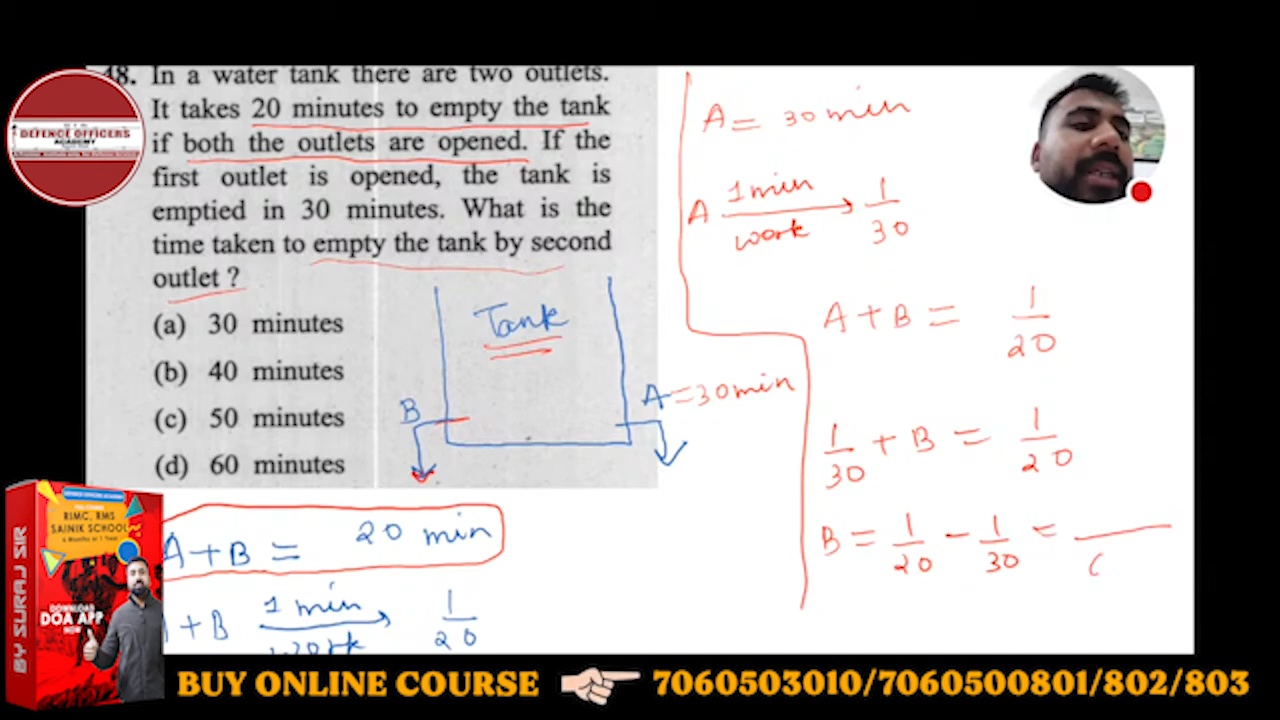 48. In a water tank there are two outlets.
It takes 20 minutes to empty the tank
if both the outlets are opened. If the
first outlet is opened, the tank is
emptied in 30 minutes. What is the
time taken to empty the tank by second
outlet ?
(a) 30 minutes
(b) 40 minutes
(c) 50 minutes
(d) 60 minutes
Tank
B
A = 30 min
A + B = 20 min
+ B 1 min work 1/20
A = 30 min
A 1 min work 1/30
A + B = 1/20
1/30 + B = 1/20
B = 1/20 - 1/30 =
DEFENCE OFFICERS
ACADEMY
RIMC, RMS
SAINIK SCHOOL
DOWNLOAD
DOA APP
NOW
BY SURAJ SIR
BUY ONLINE COURSE 7060503010/7060500801/802/803